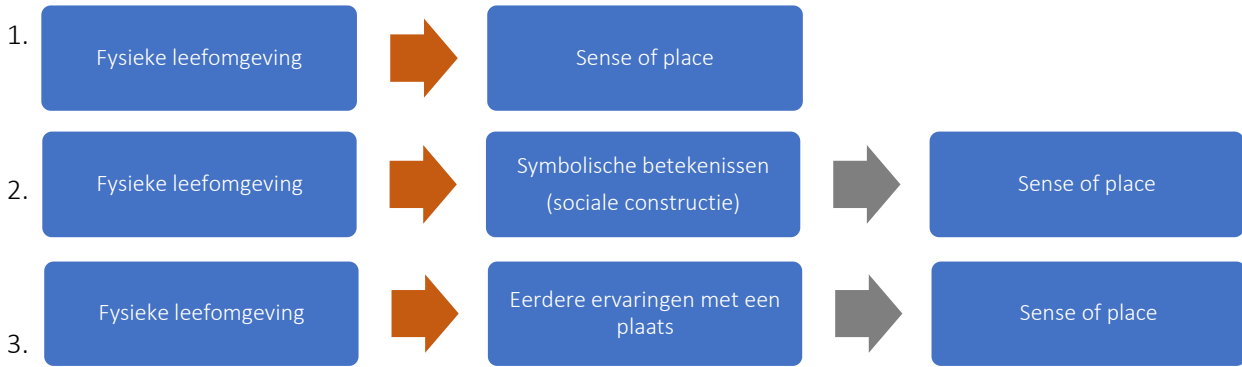 1.
Fysieke leefomgeving
Sense of place
2.
Fysieke leefomgeving
Symbolische betekenissen
(sociale constructie)
Sense of place
3.
Fysieke leefomgeving
Eerdere ervaringen met een
plaats
Sense of place